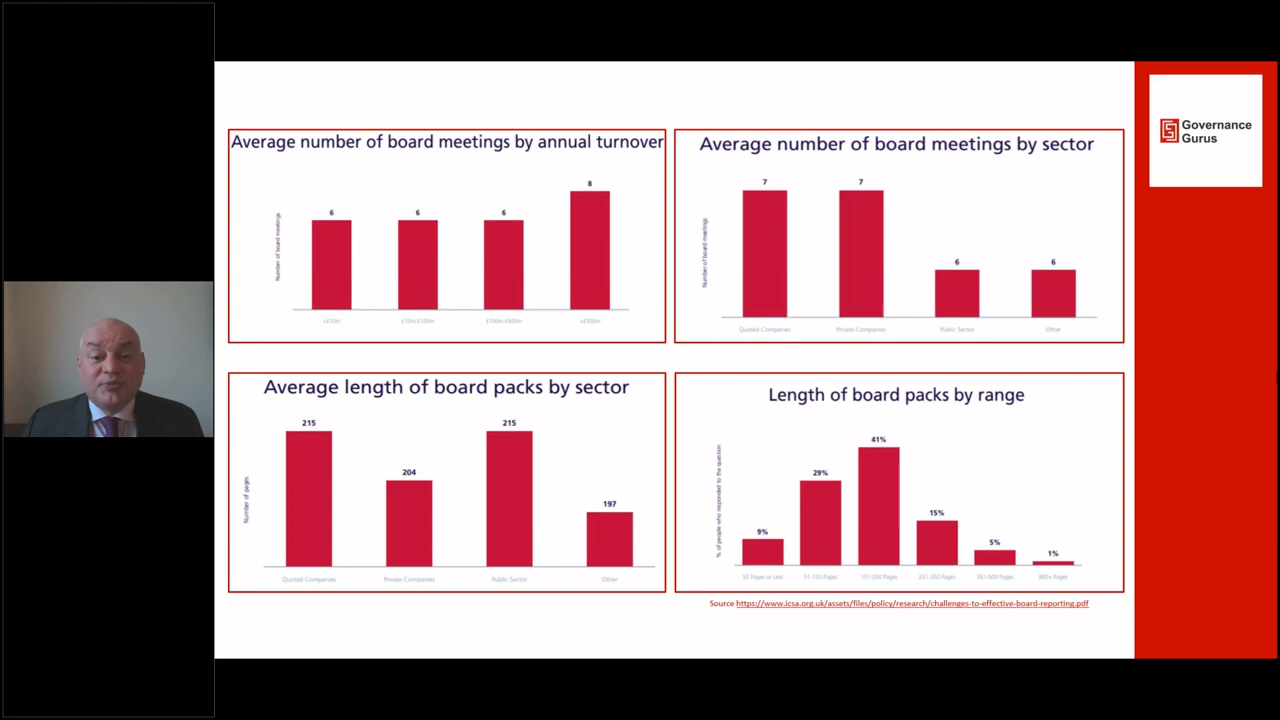 Average number of board meetings by annual turnover
8
6
6
6
Number of board meetings
£10m-£100m
£100m-£500m
Average number of board meetings by sector
7
7
6
6
Number of board meetings
Quoted Companies
Private Companies
Public Sector
Other
Governance
Gurus
Average length of board packs by sector
215
204
215
197
Number of pages
Quoted Companies
Private Companies
Public Sector
Other
Length of board packs by range
9%
29%
41%
15%
5%
1%
% of people who responded to the question
50 Pages or Less
51-150 Pages
151-250 Pages
251-350 Pages
351-500 Pages
Pages
Source https://www.icsa.org.uk/assets/files/policy/research/challenges-to-effective-board-reporting.pdf